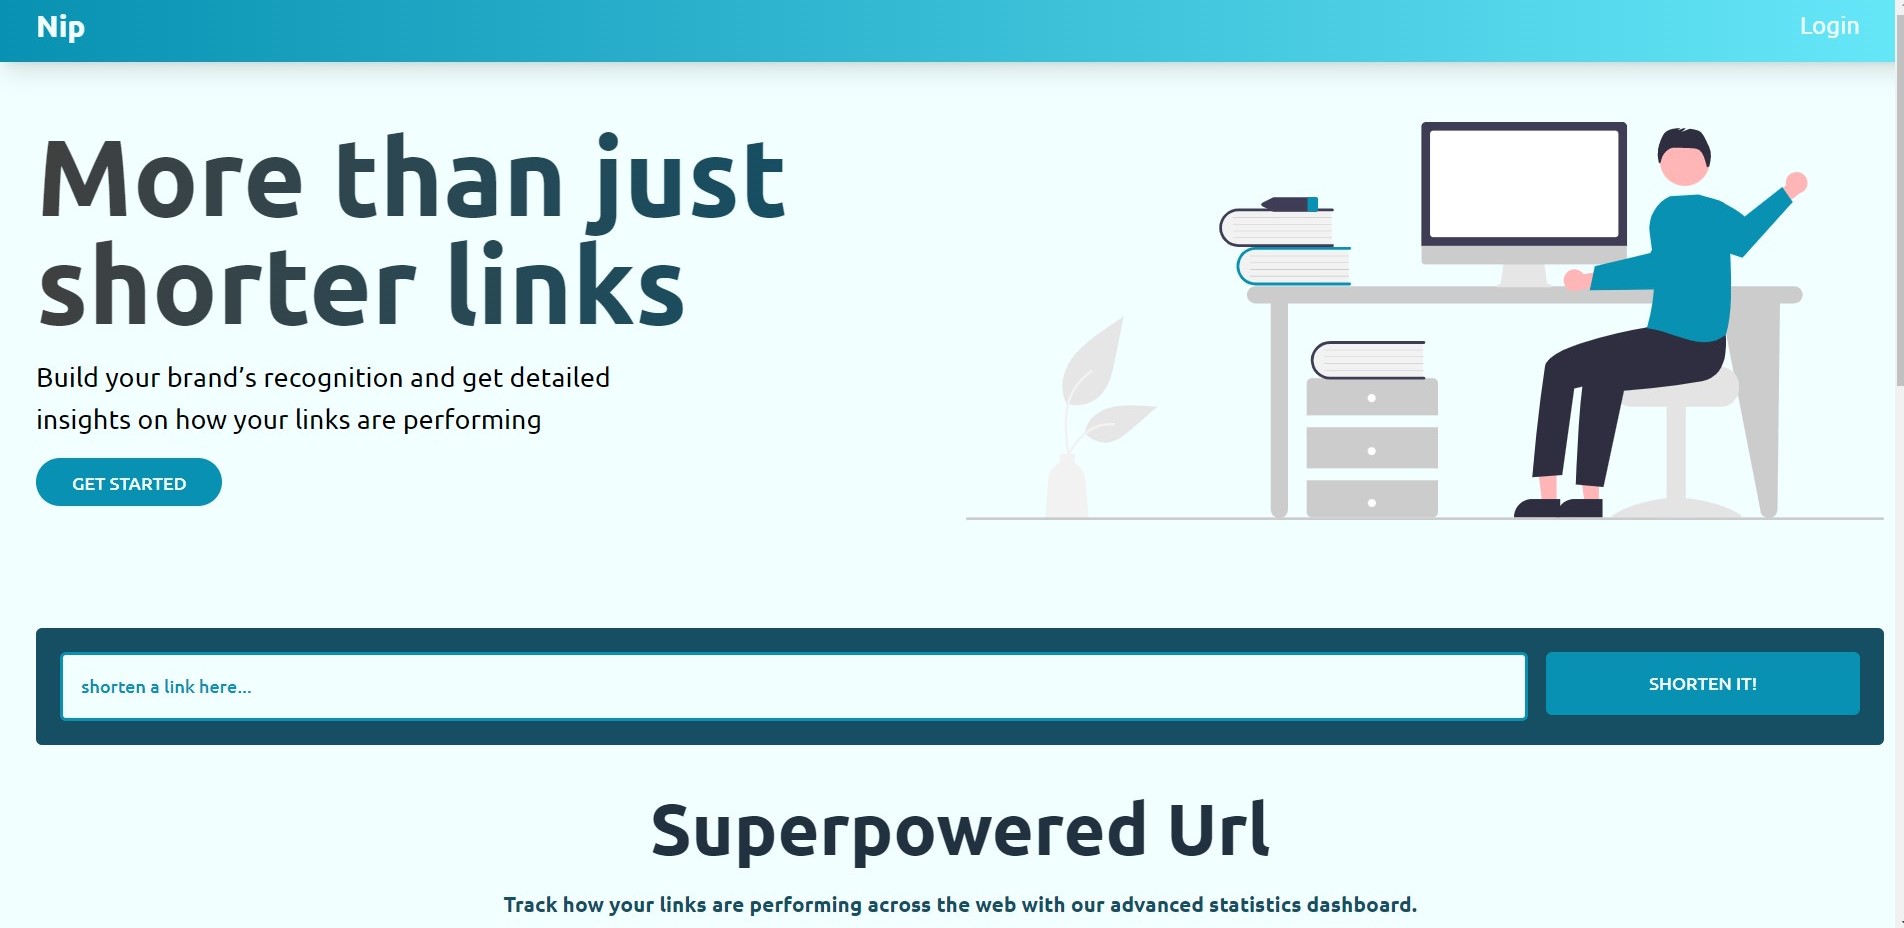 Nip
Login
More than just
shorter links
Build your brand’s recognition and get detailed
insights on how your links are performing
GET STARTED
shorten a link here...
SHORTEN IT!
Superpowered Url
Track how your links are performing across the web with our advanced statistics dashboard.